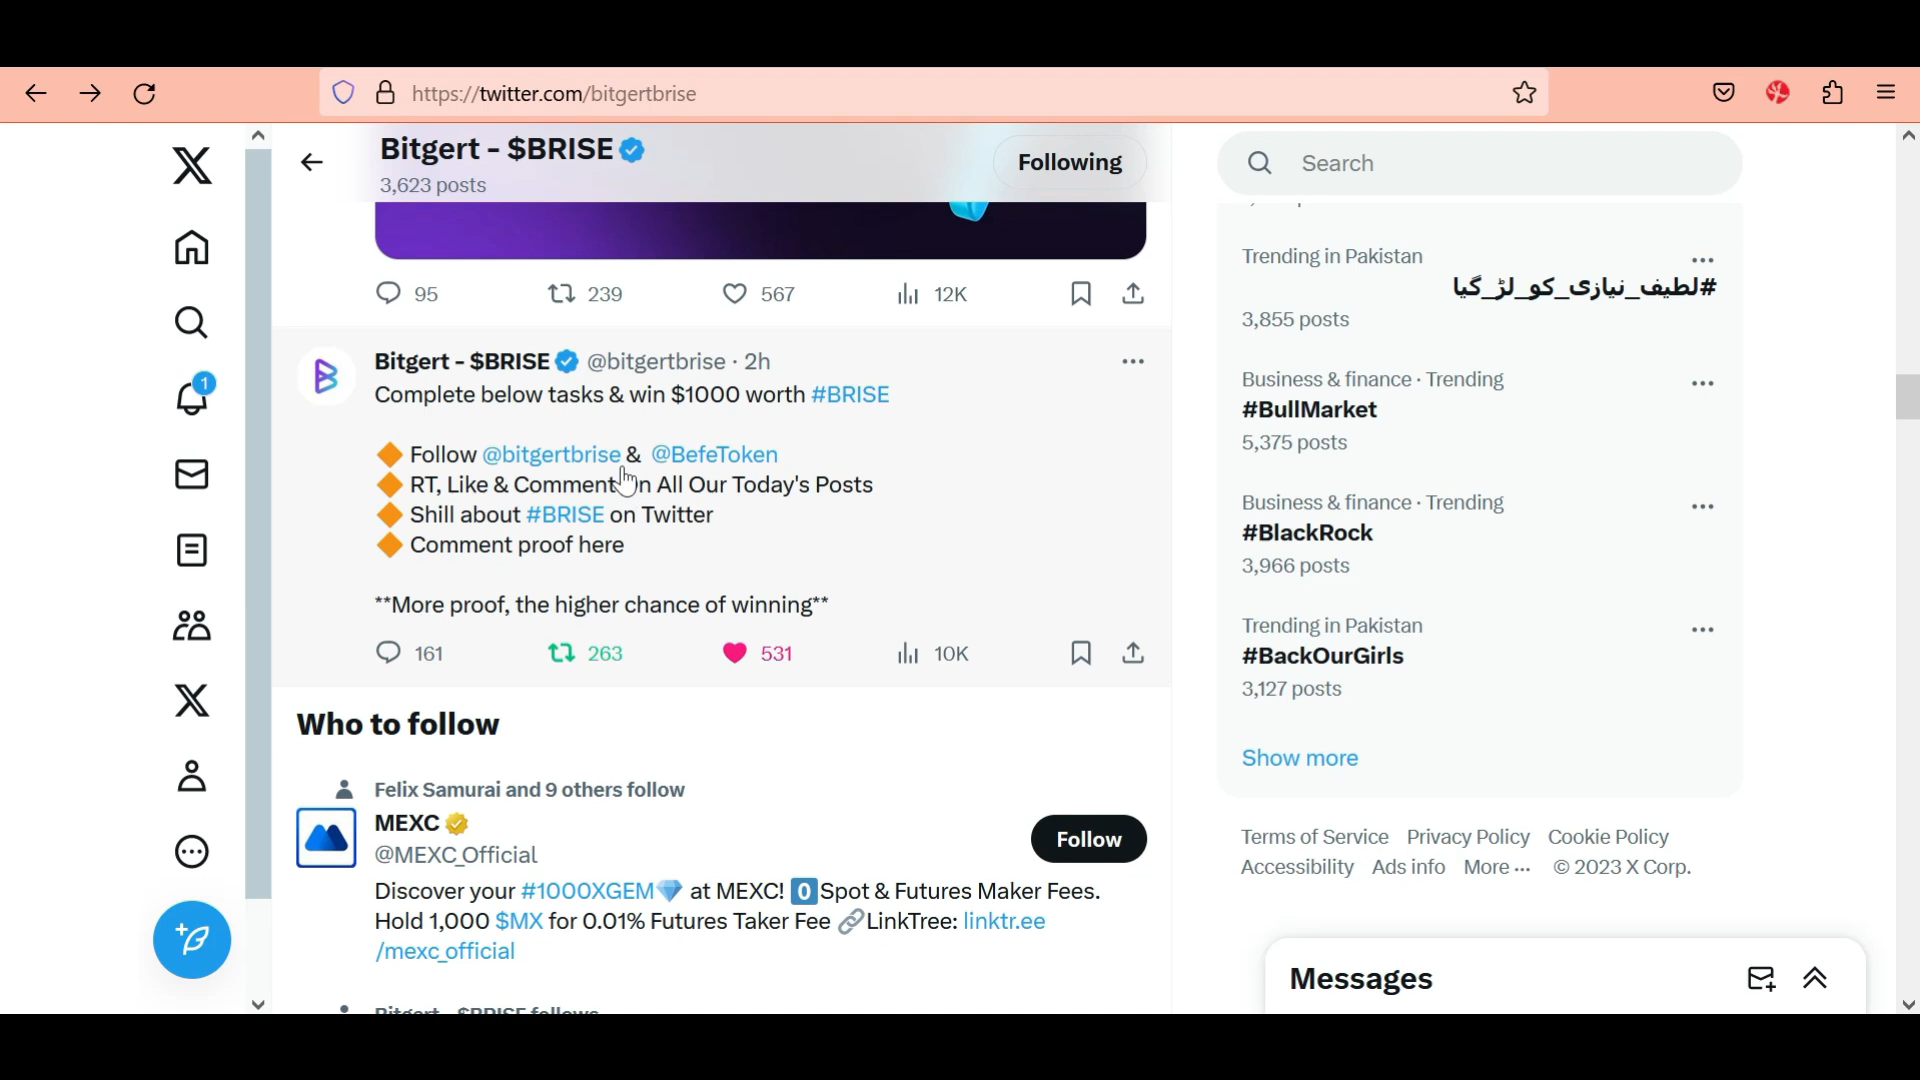 https://twitter.com/bitgertbrise
Bitgert - $BRISE
3,623 posts
Following
95 239 567 12K
Bitgert - $BRISE @bitgertbrise · 2h
Complete below tasks & win $1000 worth #BRISE
🔶 Follow @bitgertbrise & @BefeToken
🔶 RT, Like & Comment On All Our Today's Posts
🔶 Shill about #BRISE on Twitter
🔶 Comment proof here
**More proof, the higher chance of winning**
161 263 531 10K
Who to follow
Felix Samurai and 9 others follow
MEXC
@MEXC_Official
Follow
Discover your #1000XGEM💎 at MEXC! 0️⃣Spot & Futures Maker Fees.
Hold 1,000 $MX for 0.01% Futures Taker Fee 🔗LinkTree: linktr.ee
/mexc_official
Bitgert - $BRISE follows
1
Search
Trending in Pakistan
#لطیف_نیازی_کو_لڑ_گیا
3,855 posts
Business & finance · Trending
#BullMarket
5,375 posts
Business & finance · Trending
#BlackRock
3,966 posts
Trending in Pakistan
#BackOurGirls
3,127 posts
Show more
Terms of Service Privacy Policy Cookie Policy
Accessibility Ads info More ··· © 2023 X Corp.
Messages